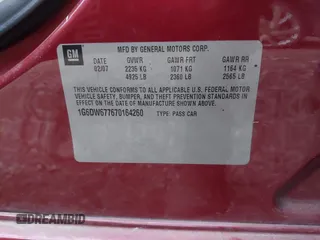 GM
MFD BY GENERAL MOTORS CORP.
DATE GVWR GAWR FRT GAWR RR
02/07 2235 KG 1071 KG 1164 KG
4925 LB 2360 LB 2565 LB
THIS VEHICLE CONFORMS TO ALL APPLICABLE U.S. FEDERAL MOTOR
VEHICLE SAFETY, BUMPER, AND THEFT PREVENTION STANDARDS IN
EFFECT ON THE DATE OF MANUFACTURE SHOWN ABOVE.
1G6DW677670164260 TYPE: PASS CAR
© DREAMBID